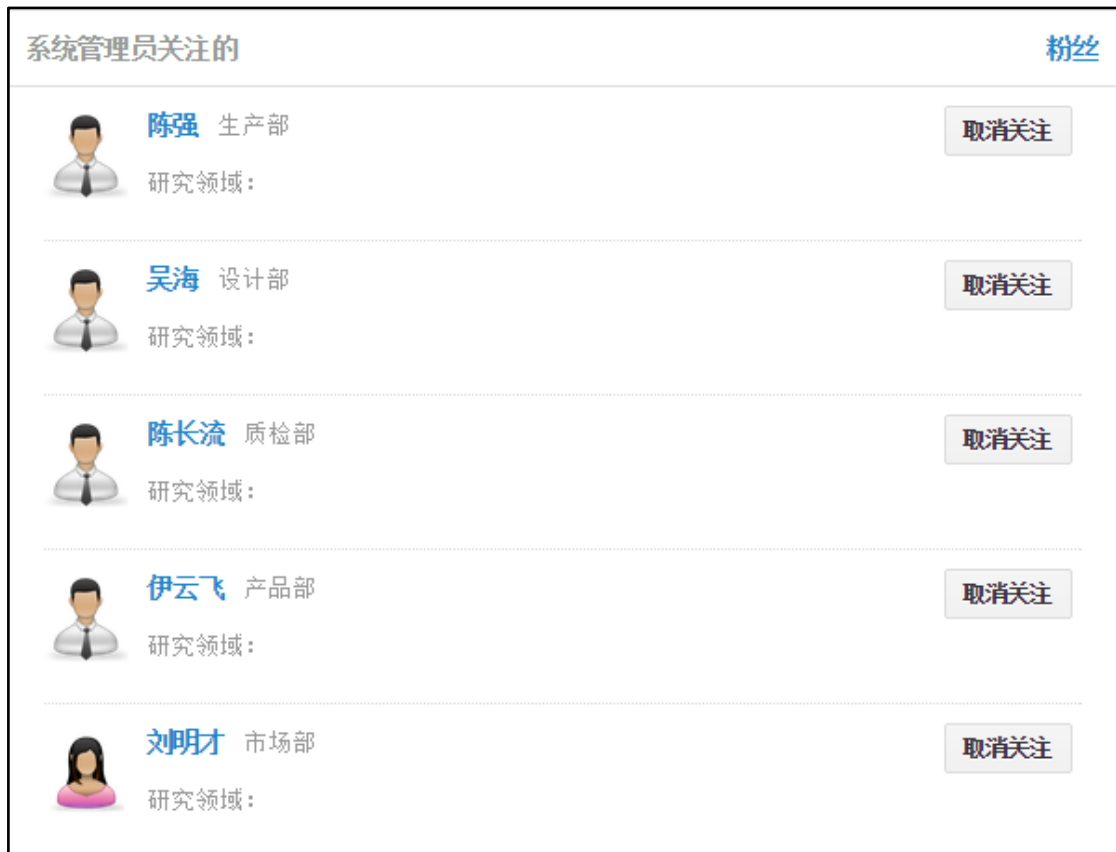 系统管理员关注的 粉丝
陈强 生产部 取消关注
研究领域：
吴海 设计部 取消关注
研究领域：
陈长流 质检部 取消关注
研究领域：
伊云飞 产品部 取消关注
研究领域：
刘明才 市场部 取消关注
研究领域：